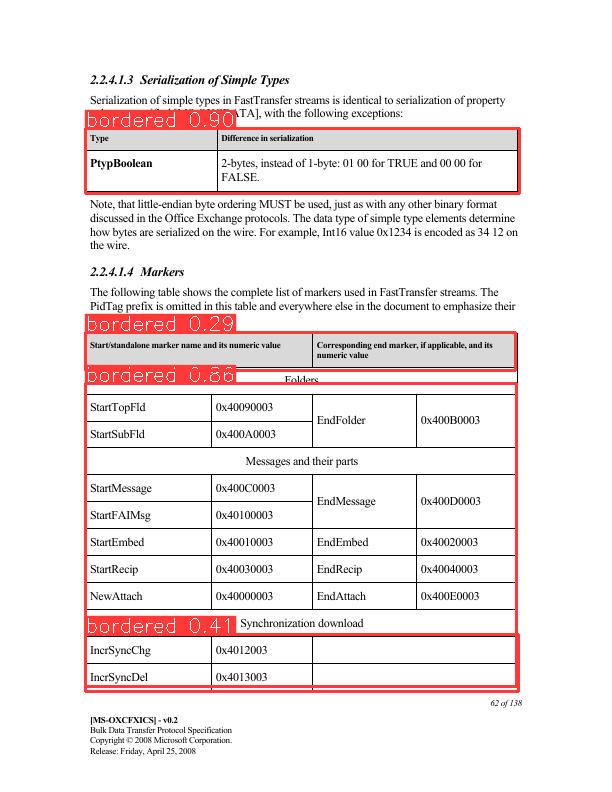 2.2.4.1.3 Serialization of Simple Types
Serialization of simple types in FastTransfer streams is identical to serialization of property
ATA], with the following exceptions:
bordered 0.90
Type Difference in serialization
PtypBoolean 2-bytes, instead of 1-byte: 01 00 for TRUE and 00 00 for
FALSE.
Note, that little-endian byte ordering MUST be used, just as with any other binary format
discussed in the Office Exchange protocols. The data type of simple type elements determine
how bytes are serialized on the wire. For example, Int16 value 0x1234 is encoded as 34 12 on
the wire.
2.2.4.1.4 Markers
The following table shows the complete list of markers used in FastTransfer streams. The
PidTag prefix is omitted in this table and everywhere else in the document to emphasize their
bordered 0.29
Start/standalone marker name and its numeric value Corresponding end marker, if applicable, and its
numeric value
bordered 0.86
Folders
StartTopFld 0x40090003 EndFolder 0x400B0003
StartSubFld 0x400A0003
Messages and their parts
StartMessage 0x400C0003 EndMessage 0x400D0003
StartFAIMsg 0x40100003
StartEmbed 0x40010003 EndEmbed 0x40020003
StartRecip 0x40030003 EndRecip 0x40040003
NewAttach 0x40000003 EndAttach 0x400E0003
bordered 0.41 Synchronization download
IncrSyncChg 0x4012003
IncrSyncDel 0x4013003
62 of 138
[MS-OXCFXICS] - v0.2
Bulk Data Transfer Protocol Specification
Copyright © 2008 Microsoft Corporation.
Release: Friday, April 25, 2008